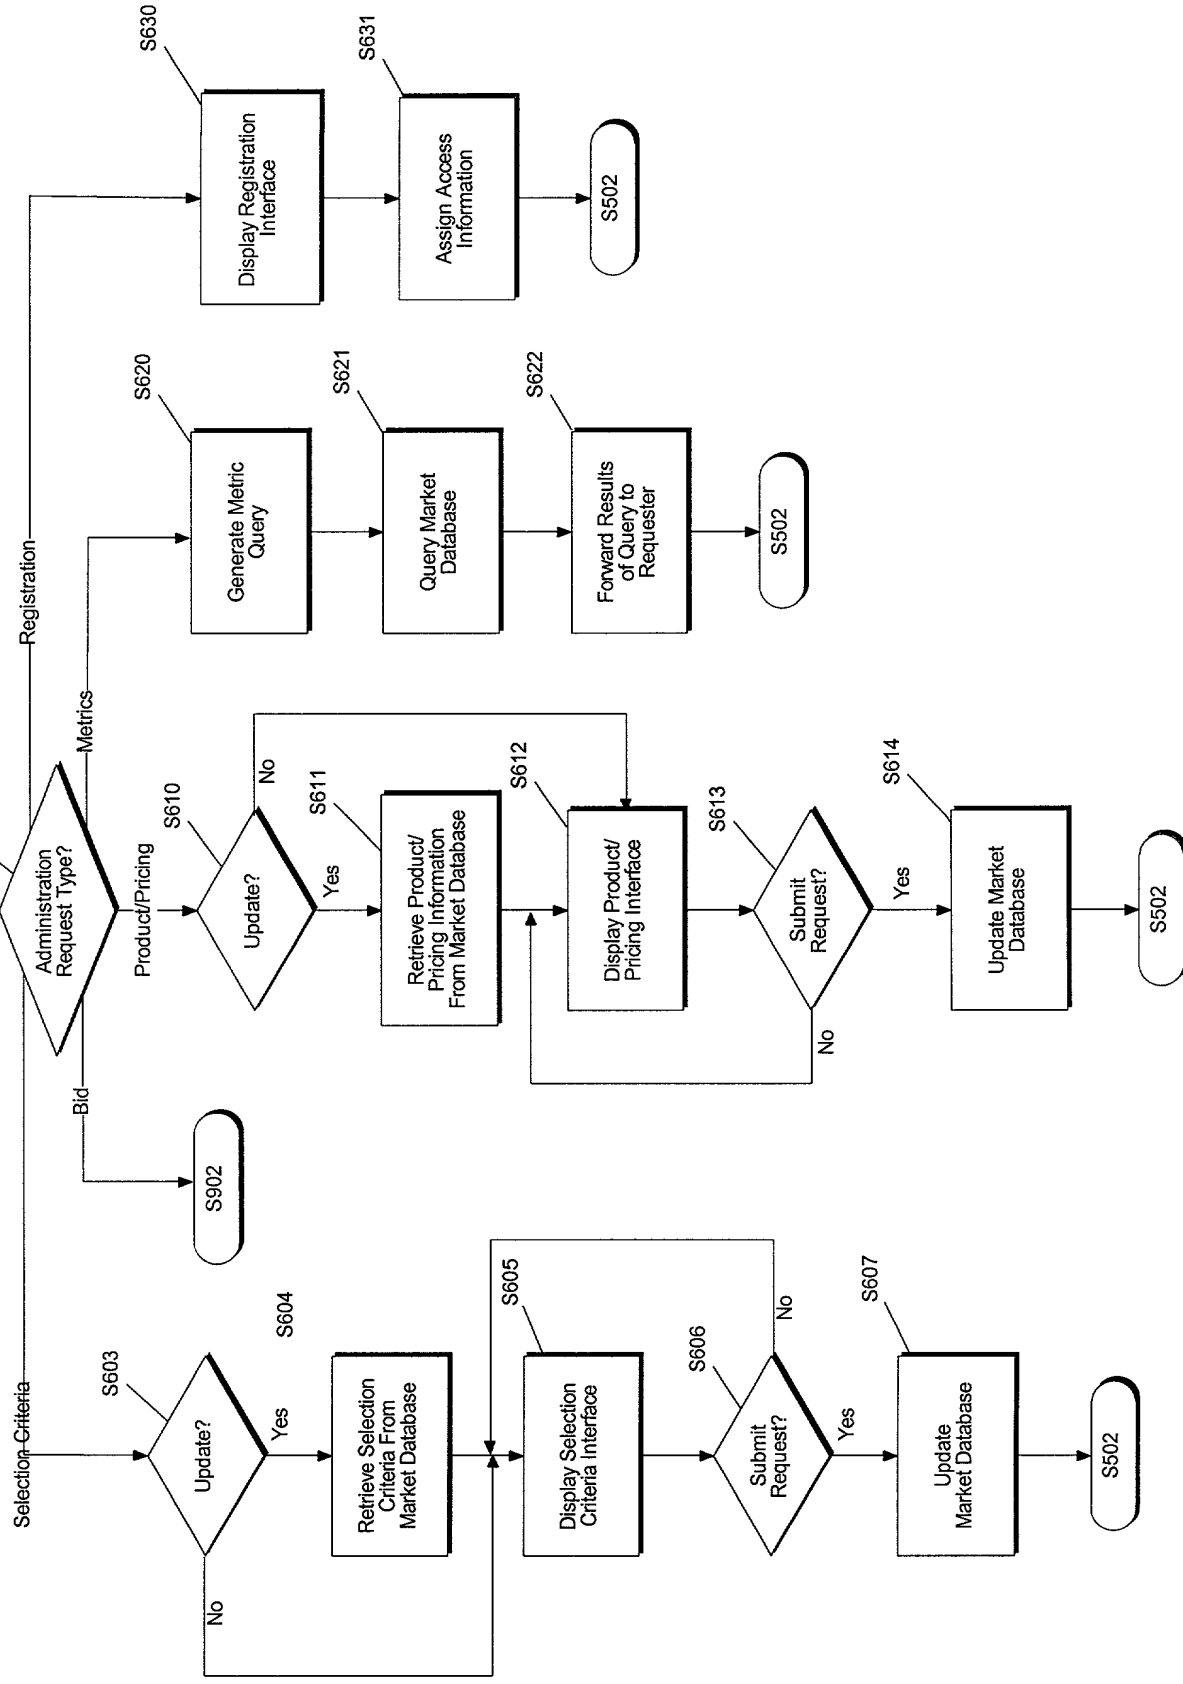 Administration
Request Type?
Selection Criteria
Bid
Product/Pricing
Metrics
Registration
S603
Update?
No
Yes
S604
Retrieve Selection
Criteria From
Market Database
S605
Display Selection
Criteria Interface
S606
Submit
Request?
No
Yes
S607
Update
Market Database
S502
S902
S610
Update?
No
Yes
S611
Retrieve Product/
Pricing Information
From Market Database
S612
Display Product/
Pricing Interface
S613
Submit
Request?
No
Yes
S614
Update Market
Database
S502
S620
Generate Metric
Query
S621
Query Market
Database
S622
Forward Results
of Query to
Requester
S502
S630
Display Registration
Interface
S631
Assign Access
Information
S502